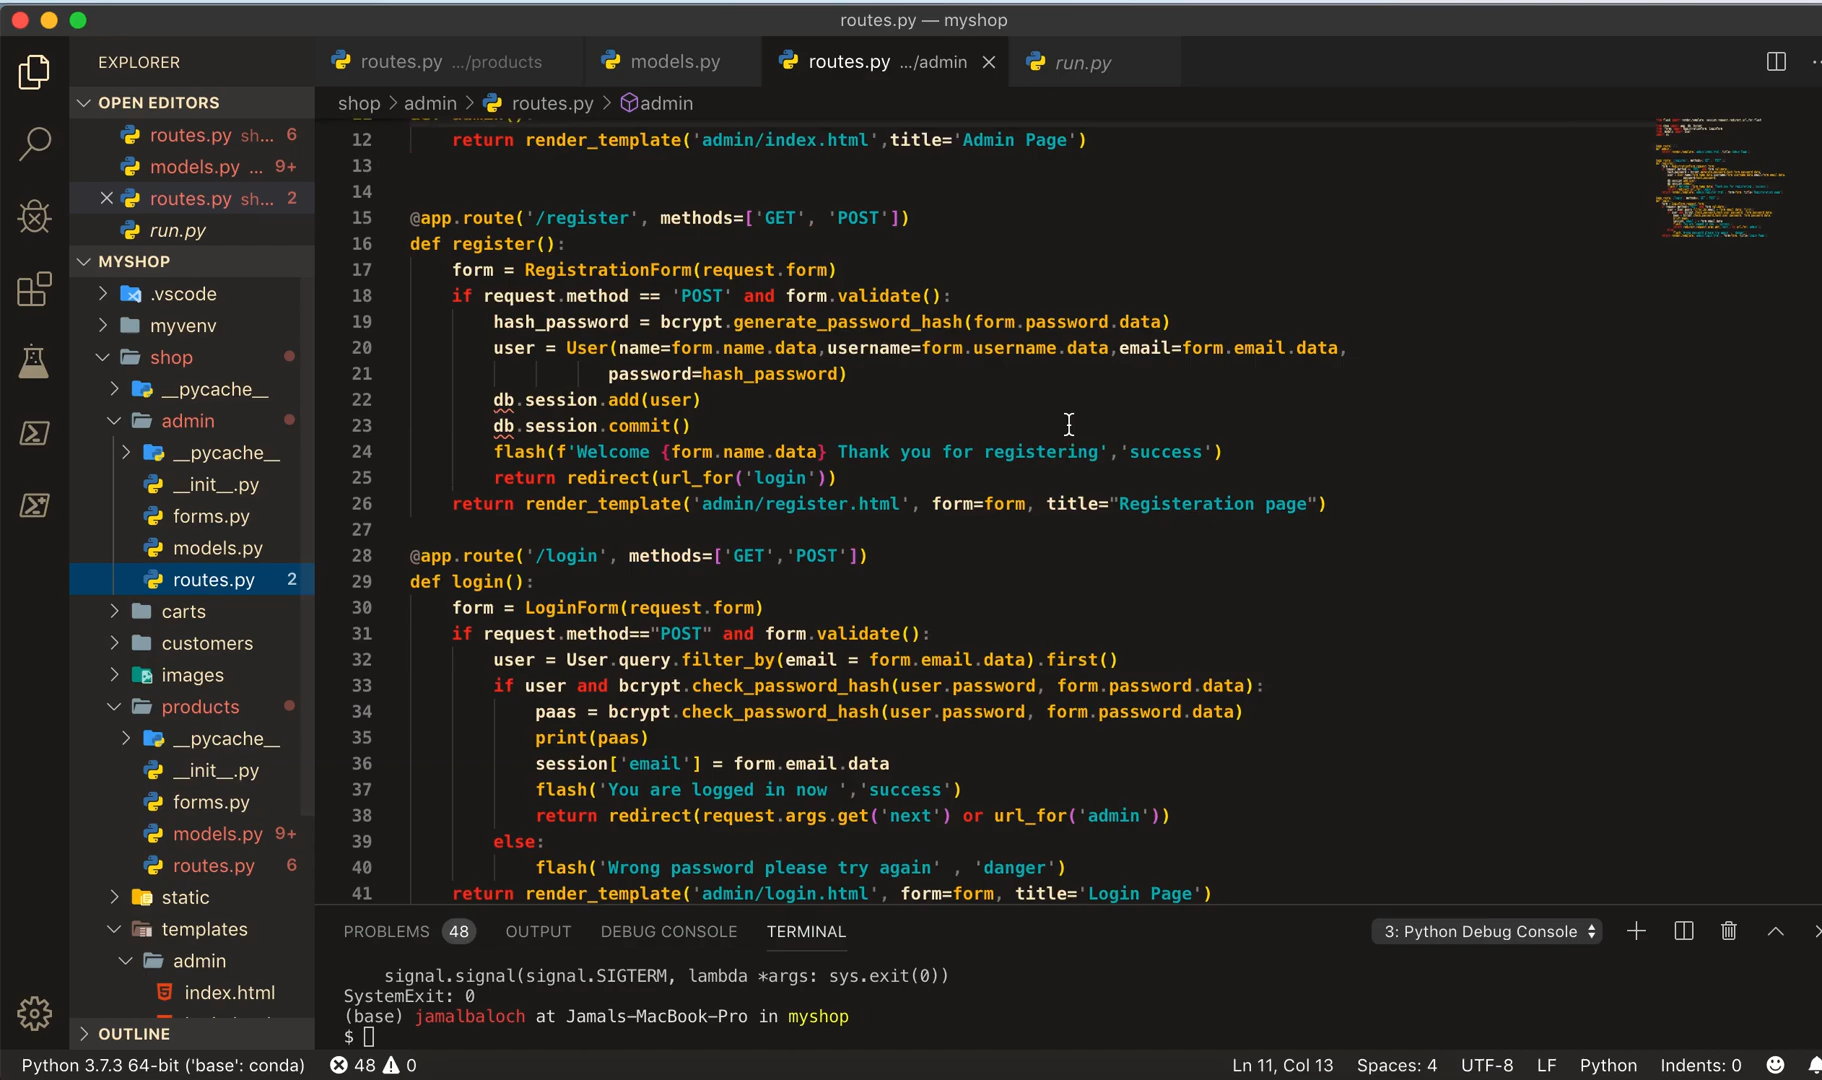 routes.py — myshop
EXPLORER
routes.py .../products
models.py
routes.py .../admin
run.py
OPEN EDITORS
routes.py sh... 6
models.py ... 9+
routes.py sh... 2
run.py
MYSHOP
.vscode
myvenv
shop
__pycache__
admin
__pycache__
__init__.py
forms.py
models.py
routes.py 2
carts
customers
images
products
__pycache__
__init__.py
forms.py
models.py 9+
routes.py 6
static
templates
admin
index.html
OUTLINE
shop > admin > routes.py > admin
12 return render_template('admin/index.html',title='Admin Page')
13
14
15 @app.route('/register', methods=['GET', 'POST'])
16 def register():
17 form = RegistrationForm(request.form)
18 if request.method == 'POST' and form.validate():
19 hash_password = bcrypt.generate_password_hash(form.password.data)
20 user = User(name=form.name.data,username=form.username.data,email=form.email.data,
21 password=hash_password)
22 db.session.add(user)
23 db.session.commit()
24 flash(f'Welcome {form.name.data} Thank you for registering','success')
25 return redirect(url_for('login'))
26 return render_template('admin/register.html', form=form, title="Registeration page")
27
28 @app.route('/login', methods=['GET','POST'])
29 def login():
30 form = LoginForm(request.form)
31 if request.method=="POST" and form.validate():
32 user = User.query.filter_by(email = form.email.data).first()
33 if user and bcrypt.check_password_hash(user.password, form.password.data):
34 paas = bcrypt.check_password_hash(user.password, form.password.data)
35 print(paas)
36 session['email'] = form.email.data
37 flash('You are logged in now ','success')
38 return redirect(request.args.get('next') or url_for('admin'))
39 else:
40 flash('Wrong password please try again' , 'danger')
41 return render_template('admin/login.html', form=form, title='Login Page')
PROBLEMS 48 OUTPUT DEBUG CONSOLE TERMINAL 3: Python Debug Console
signal.signal(signal.SIGTERM, lambda *args: sys.exit(0))
SystemExit: 0
(base) jamalbaloch at Jamals-MacBook-Pro in myshop
$
Python 3.7.3 64-bit ('base': conda) 48 0 Ln 11, Col 13 Spaces: 4 UTF-8 LF Python Indents: 0